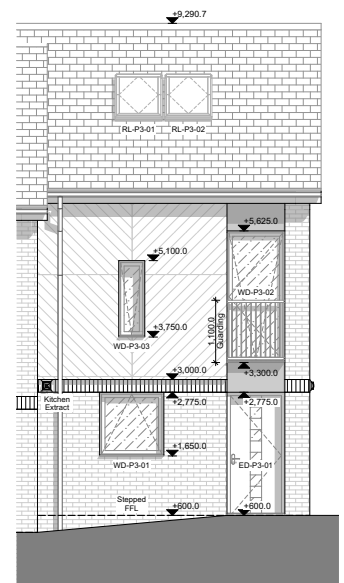 +9,290.7
RL-P3-01 RL-P3-02
+5,625.0
+5,100.0
WD-P3-02
+3,750.0
WD-P3-03
1,100.0
Guarding
+3,300.0
+3,000.0
Kitchen
Extract
+2,775.0 +2,775.0
+1,650.0
WD-P3-01 ED-P3-01
Stepped
FFL
+600.0 +600.0